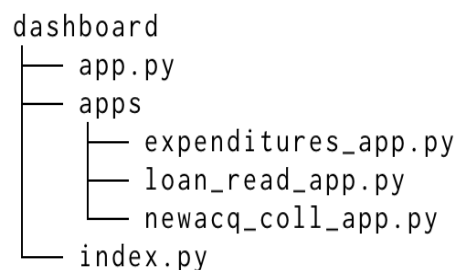 dashboard
app.py
apps
expenditures_app.py
loan_read_app.py
newacq_coll_app.py
index.py